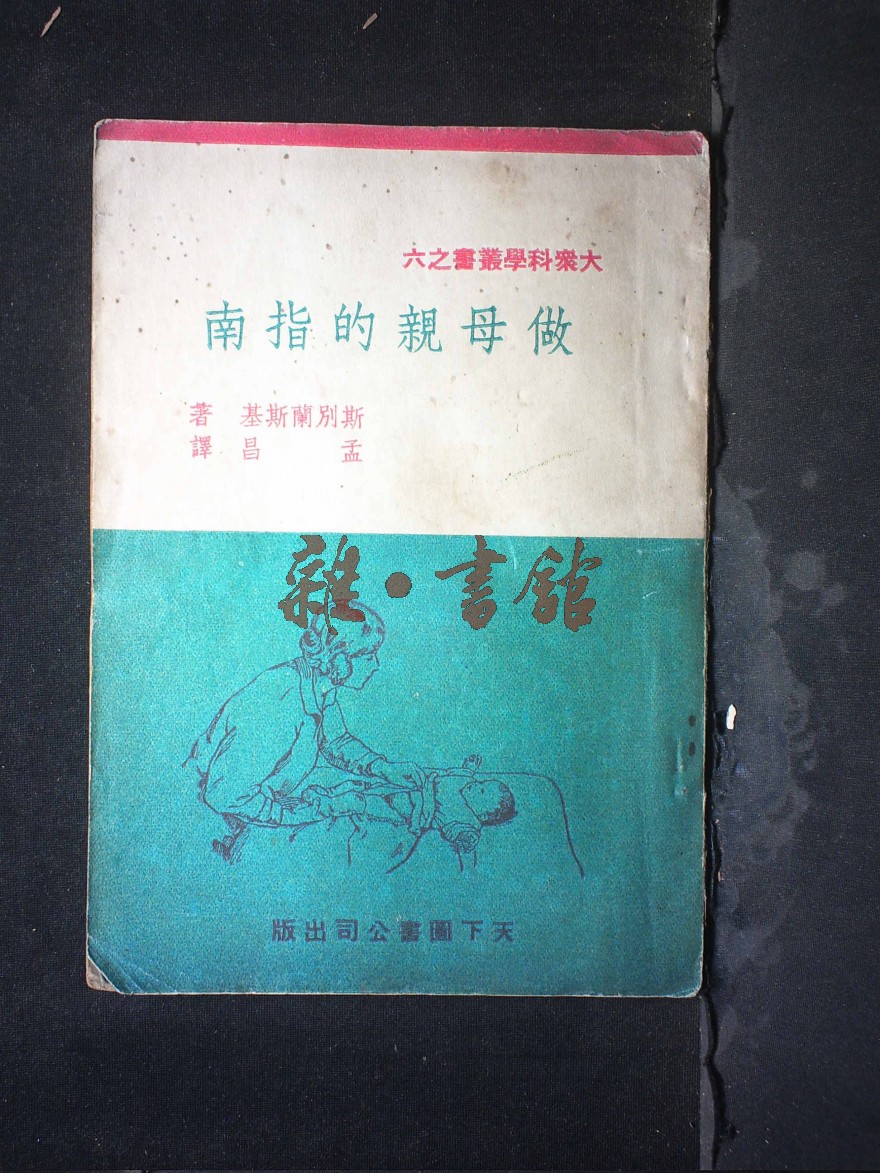 大衆科學叢書之六
做母親的指南
斯別蘭斯基 著
孟昌 譯
雜·書館
天下圖書公司出版